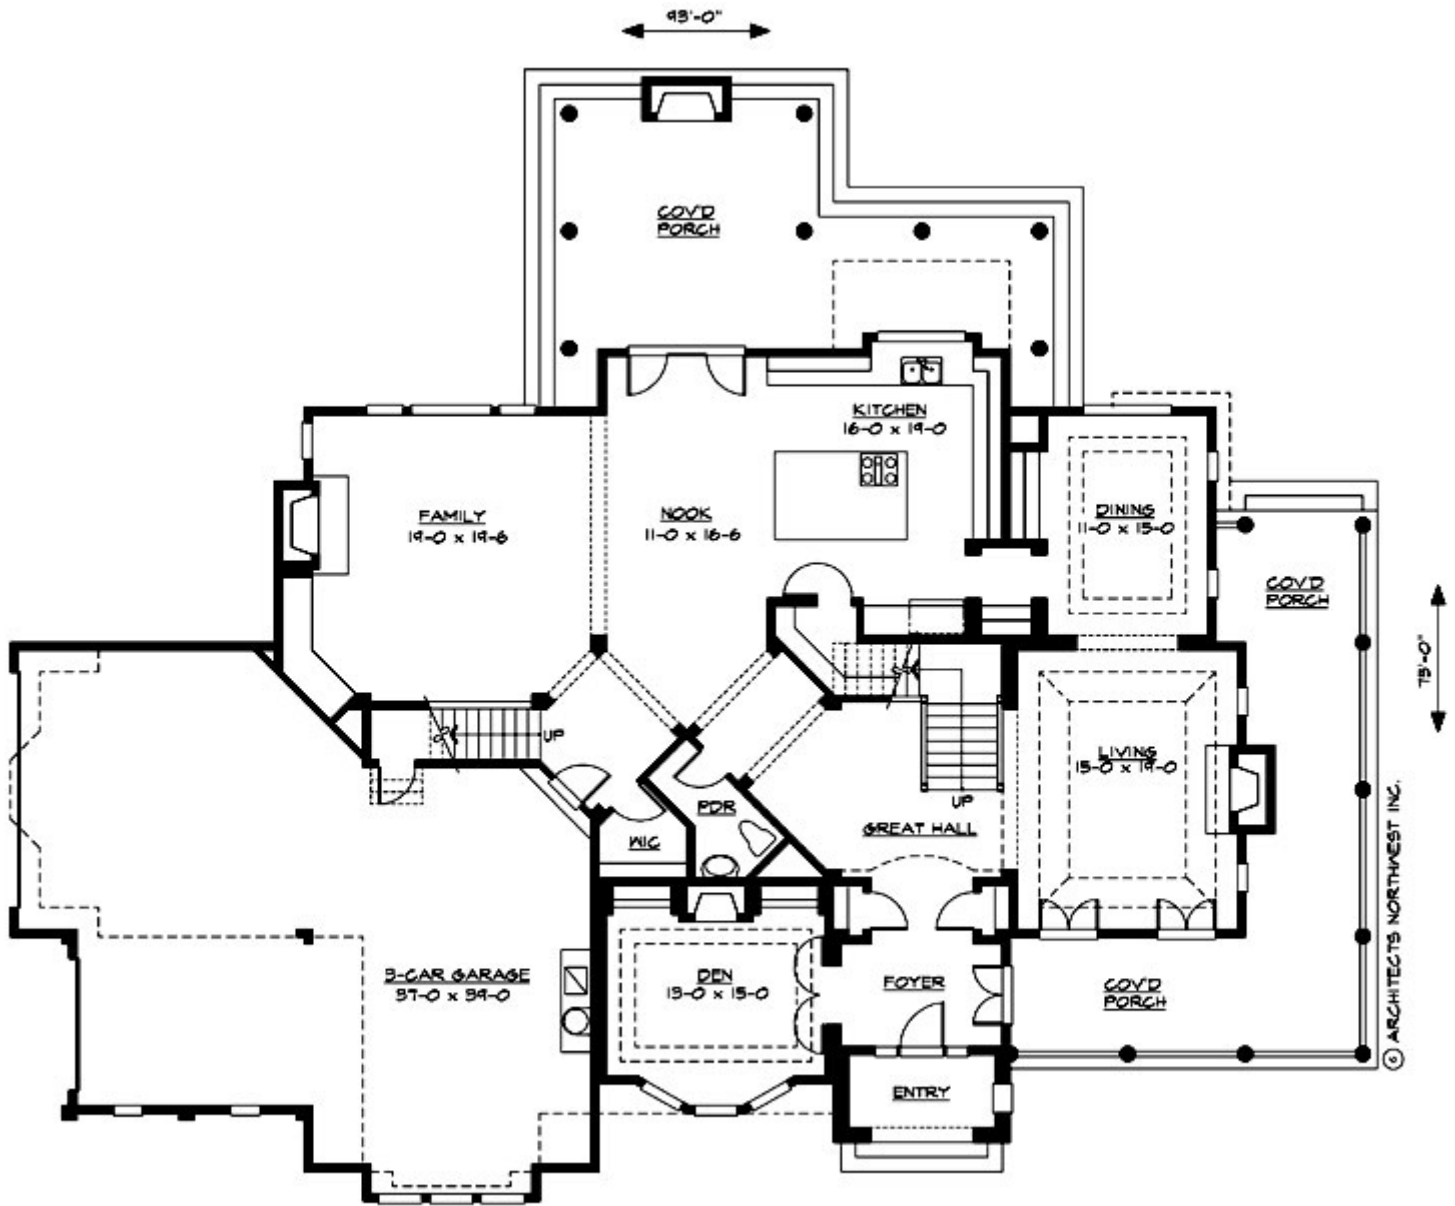 93'-0"
COV'D
PORCH
KITCHEN
16-0 x 19-0
FAMILY
19-0 x 19-6
NOOK
11-0 x 16-6
DINING
11-0 x 15-0
COV'D
PORCH
75'-0"
UP
LIVING
15-0 x 19-0
UP
PDR
GREAT HALL
WIC
3-CAR GARAGE
37-0 x 39-0
DEN
13-0 x 15-0
FOYER
COV'D
PORCH
ENTRY
© ARCHITECTS NORTHWEST INC.